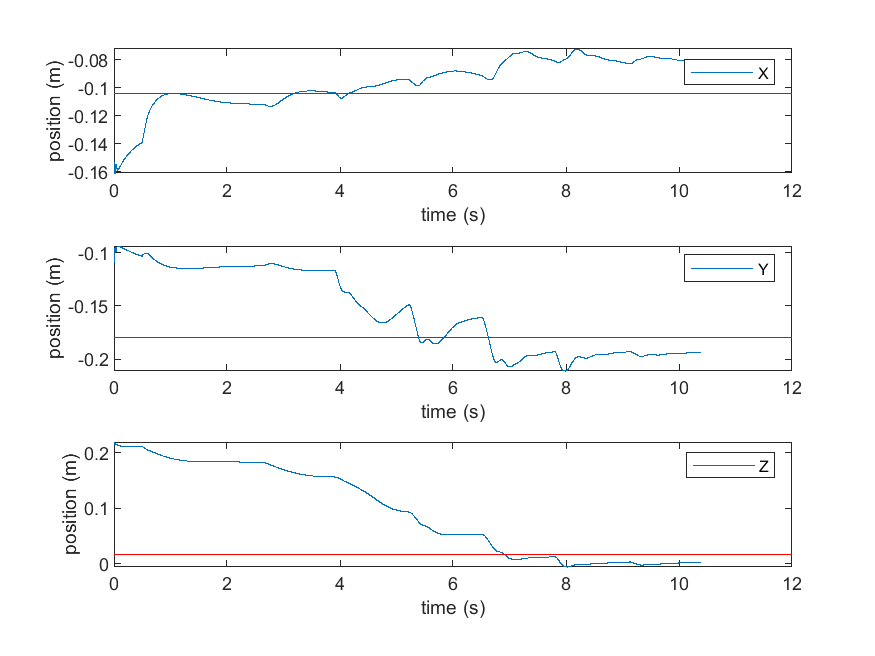 position (m)
-0.08
-0.1
-0.12
-0.14
-0.16
X
0 2 4 6 8 10 12
time (s)
position (m)
-0.1
-0.15
-0.2
Y
0 2 4 6 8 10 12
time (s)
position (m)
0.2
0.1
0
Z
0 2 4 6 8 10 12
time (s)